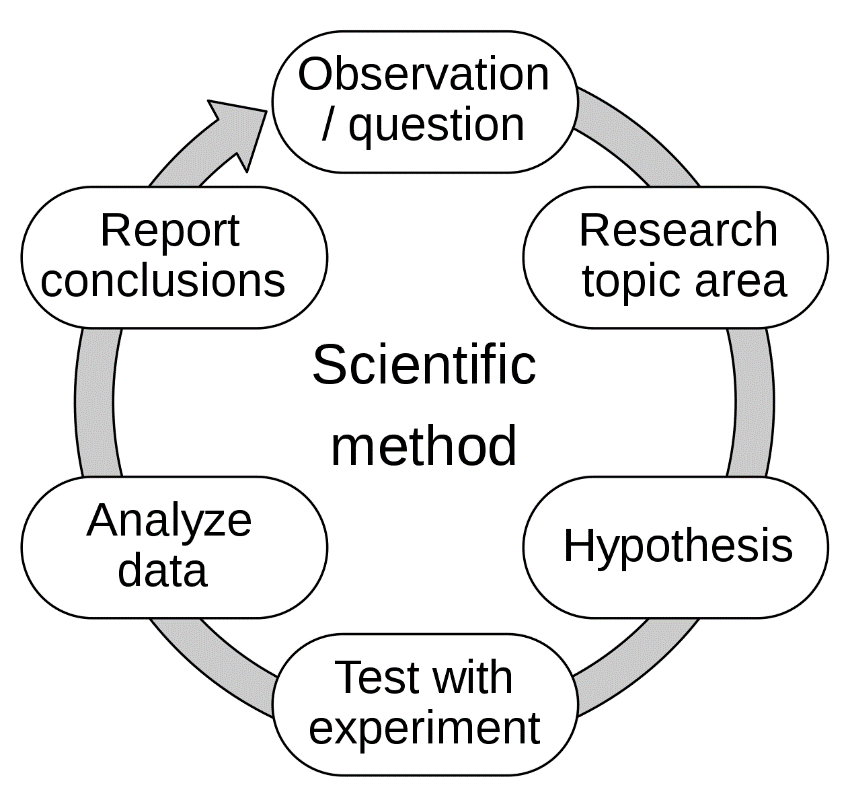 Observation
/ question
Research
topic area
Hypothesis
Test with
experiment
Analyze
data
Report
conclusions
Scientific
method